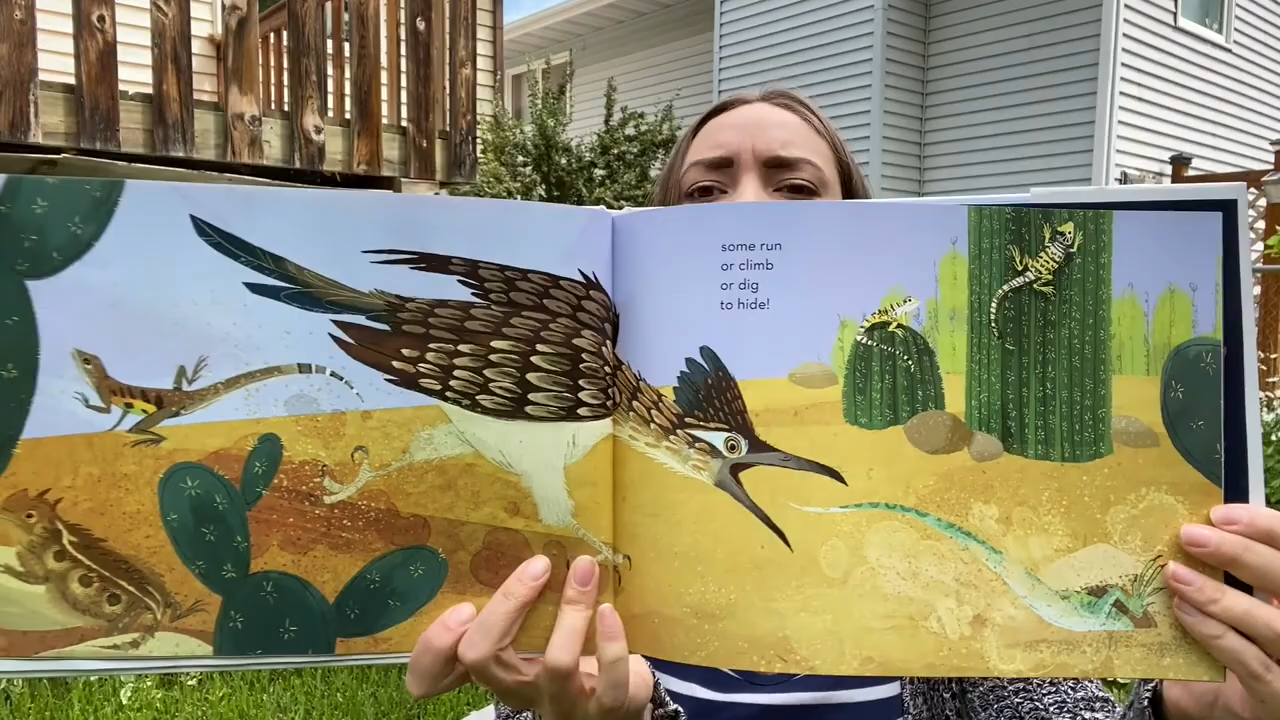 some run
or climb
or dig
to hide!